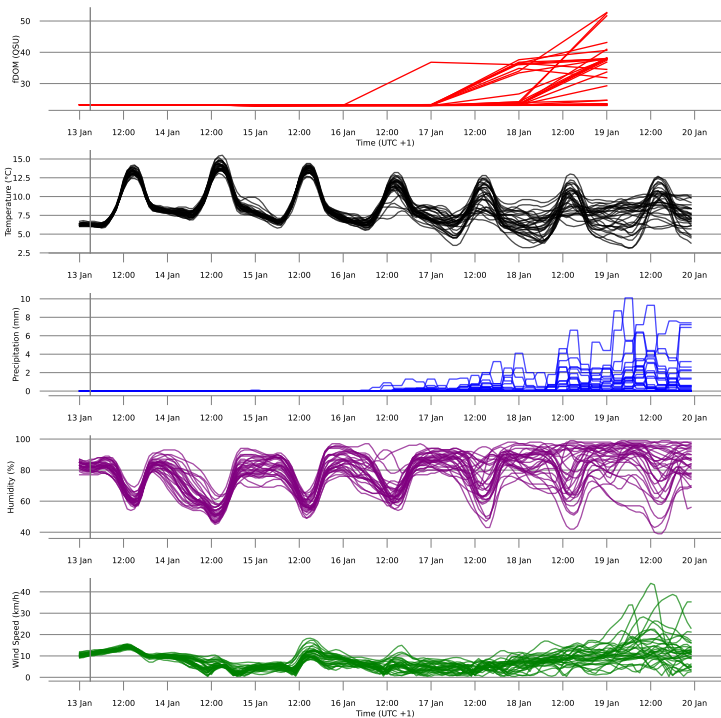 50
40
30
fDOM (QSU)
13 Jan 12:00 14 Jan 12:00 15 Jan 12:00 16 Jan 12:00 17 Jan 12:00 18 Jan 12:00 19 Jan 12:00 20 Jan
Time (UTC +1)
15.0
12.5
10.0
7.5
5.0
2.5
Temperature (°C)
13 Jan 12:00 14 Jan 12:00 15 Jan 12:00 16 Jan 12:00 17 Jan 12:00 18 Jan 12:00 19 Jan 12:00 20 Jan
10
8
6
4
2
0
Precipitation (mm)
13 Jan 12:00 14 Jan 12:00 15 Jan 12:00 16 Jan 12:00 17 Jan 12:00 18 Jan 12:00 19 Jan 12:00 20 Jan
100
80
60
40
Humidity (%)
13 Jan 12:00 14 Jan 12:00 15 Jan 12:00 16 Jan 12:00 17 Jan 12:00 18 Jan 12:00 19 Jan 12:00 20 Jan
40
30
20
10
0
Wind Speed (km/h)
13 Jan 12:00 14 Jan 12:00 15 Jan 12:00 16 Jan 12:00 17 Jan 12:00 18 Jan 12:00 19 Jan 12:00 20 Jan
Time (UTC +1)